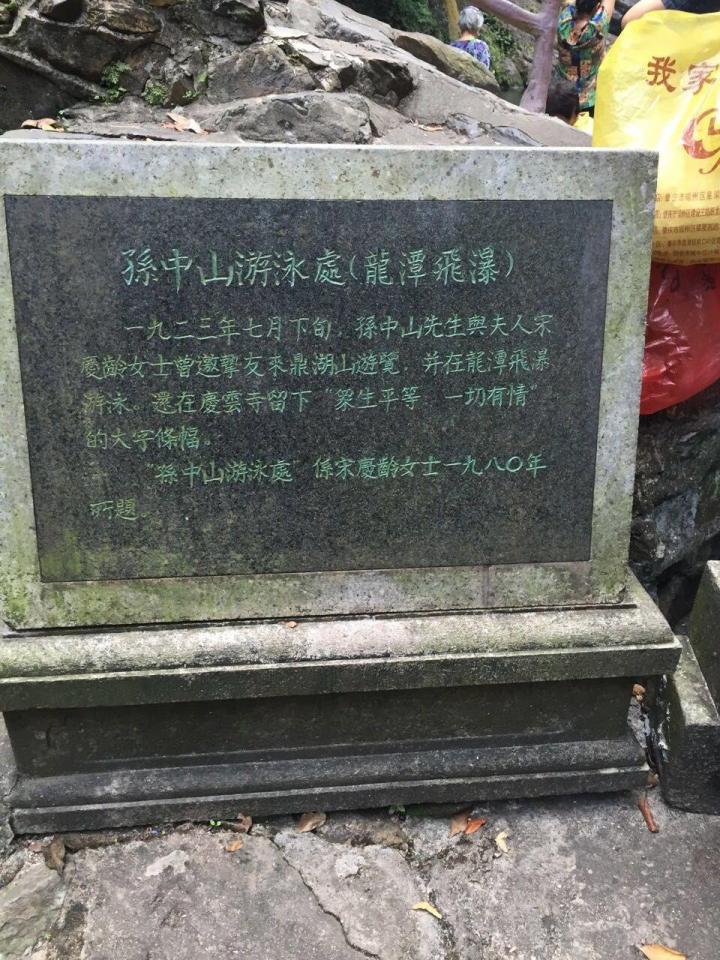 孫中山游泳處(龍潭飛瀑)
一九二三年七月下旬，孫中山先生與夫人宋
慶齡女士曾邀摯友來鼎湖山遊覽，并在龍潭飛瀑
游泳。還在慶雲寺留下“眾生平等 一切有情”
的大字條幅。
“孫中山游泳處”係宋慶齡女士一九八〇年
所題。
我家